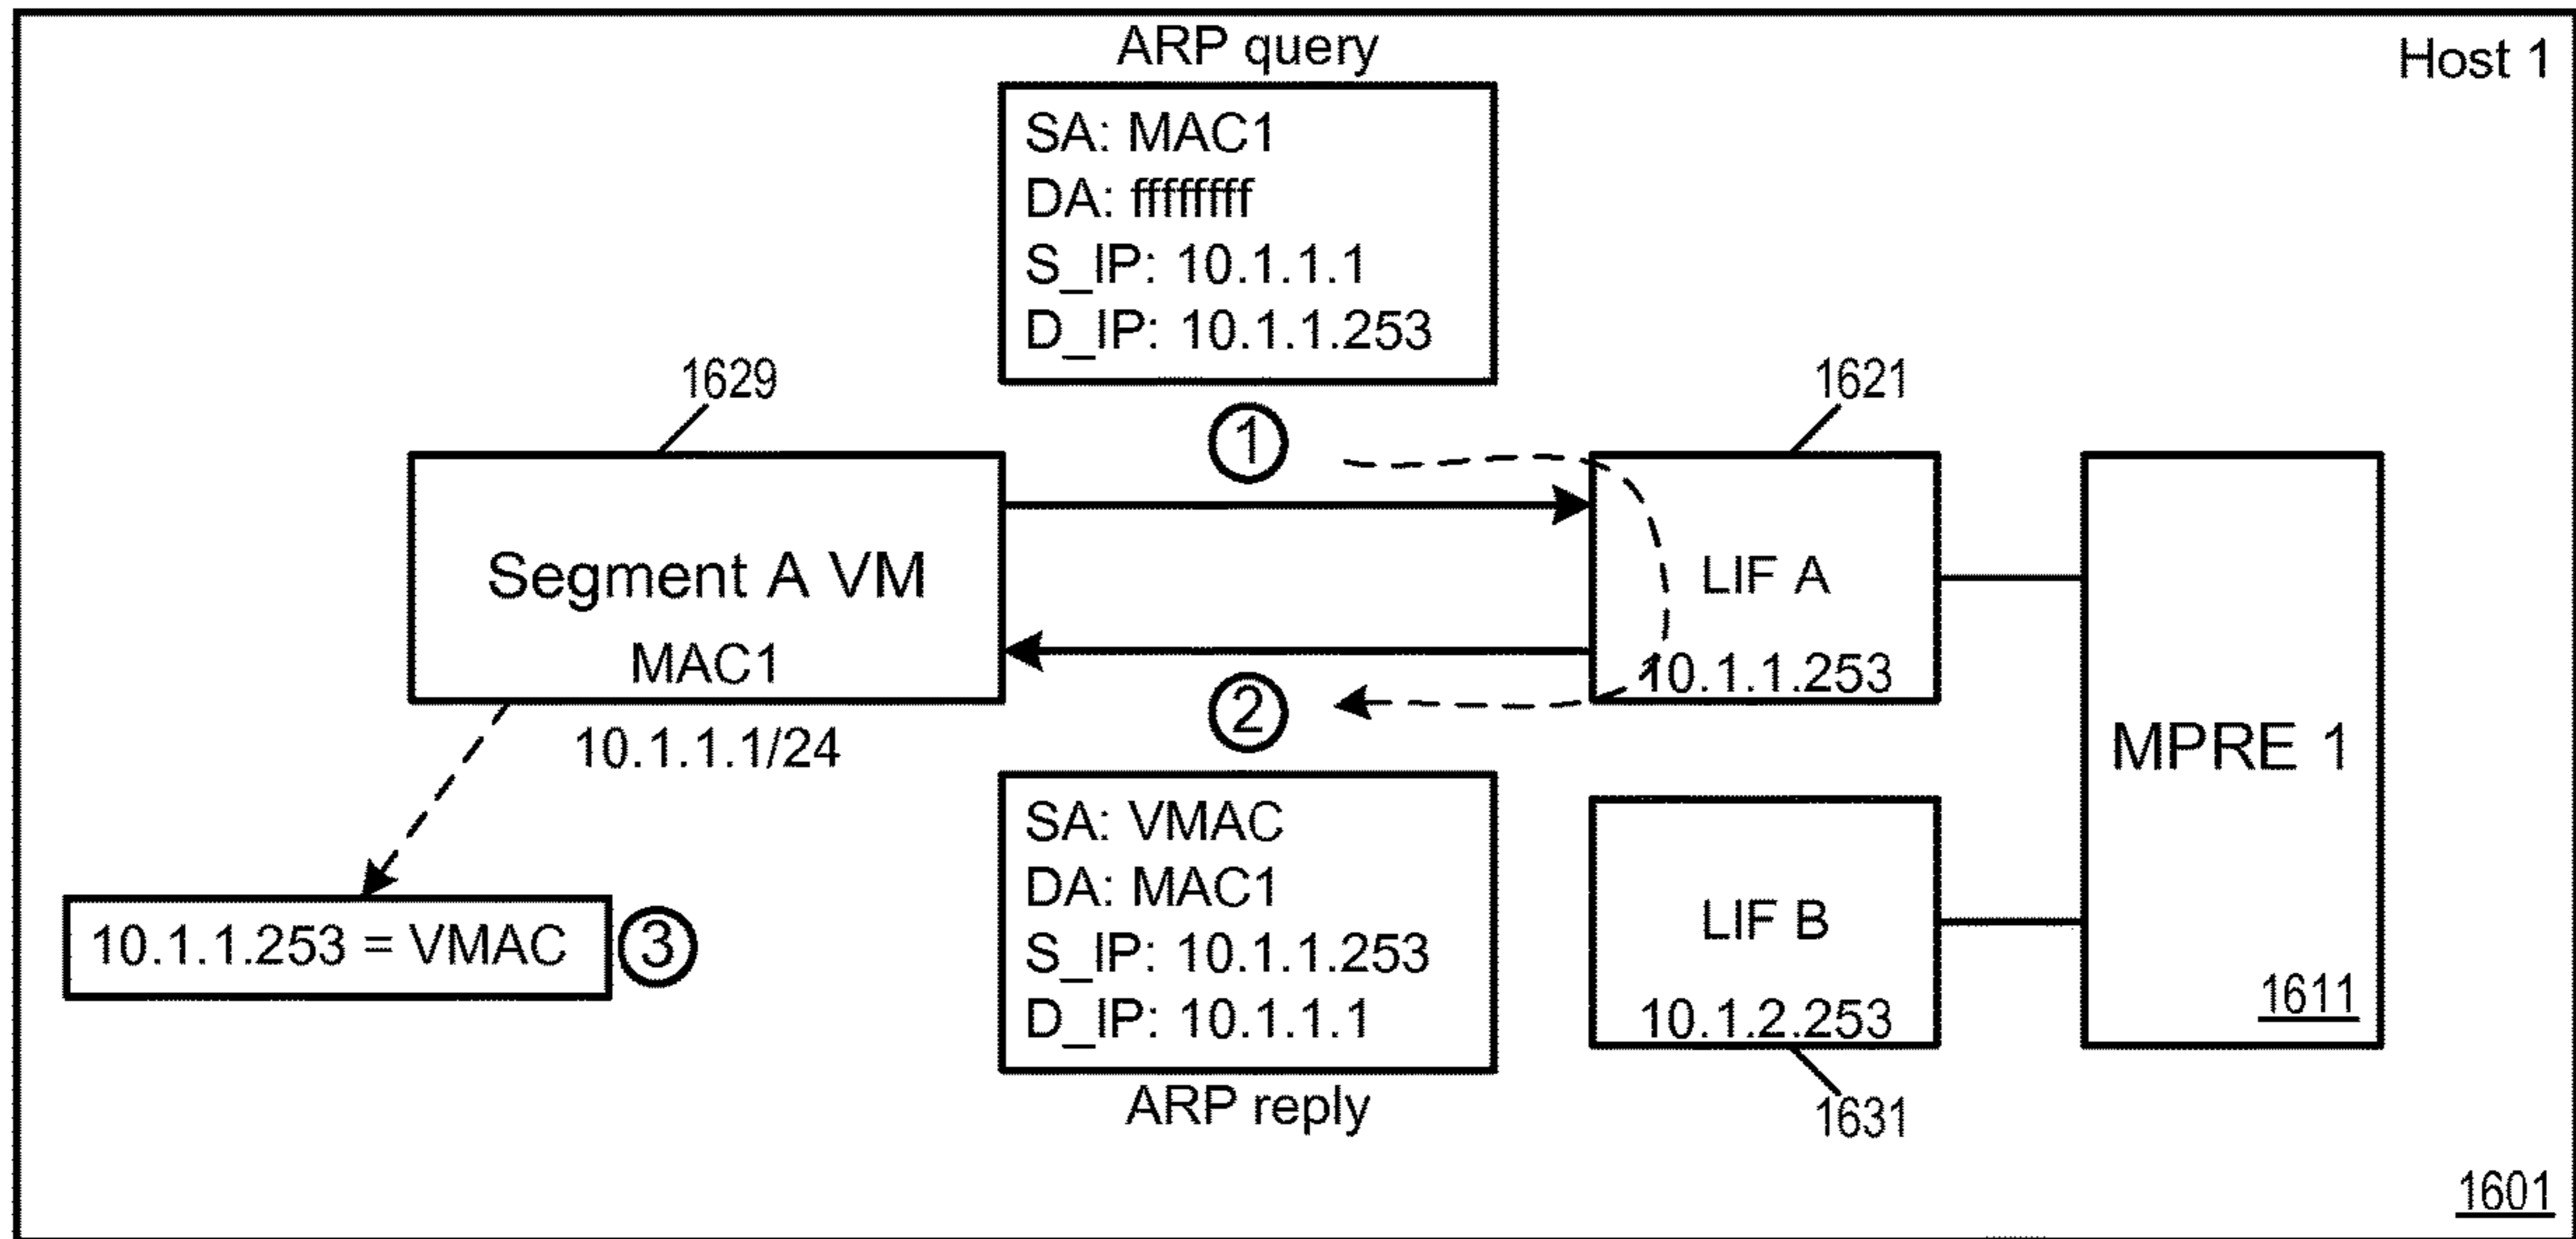 Host 1
ARP query
SA: MAC1
DA: ffffffffff
S_IP: 10.1.1.1
D_IP: 10.1.1.253
1629
1621
1
Segment A VM
MAC1
10.1.1.1/24
LIF A
10.1.1.253
MPRE 1
1611
2
SA: VMAC
DA: MAC1
S_IP: 10.1.1.253
D_IP: 10.1.1.1
ARP reply
10.1.1.253 = VMAC
3
LIF B
10.1.2.253
1631
1601